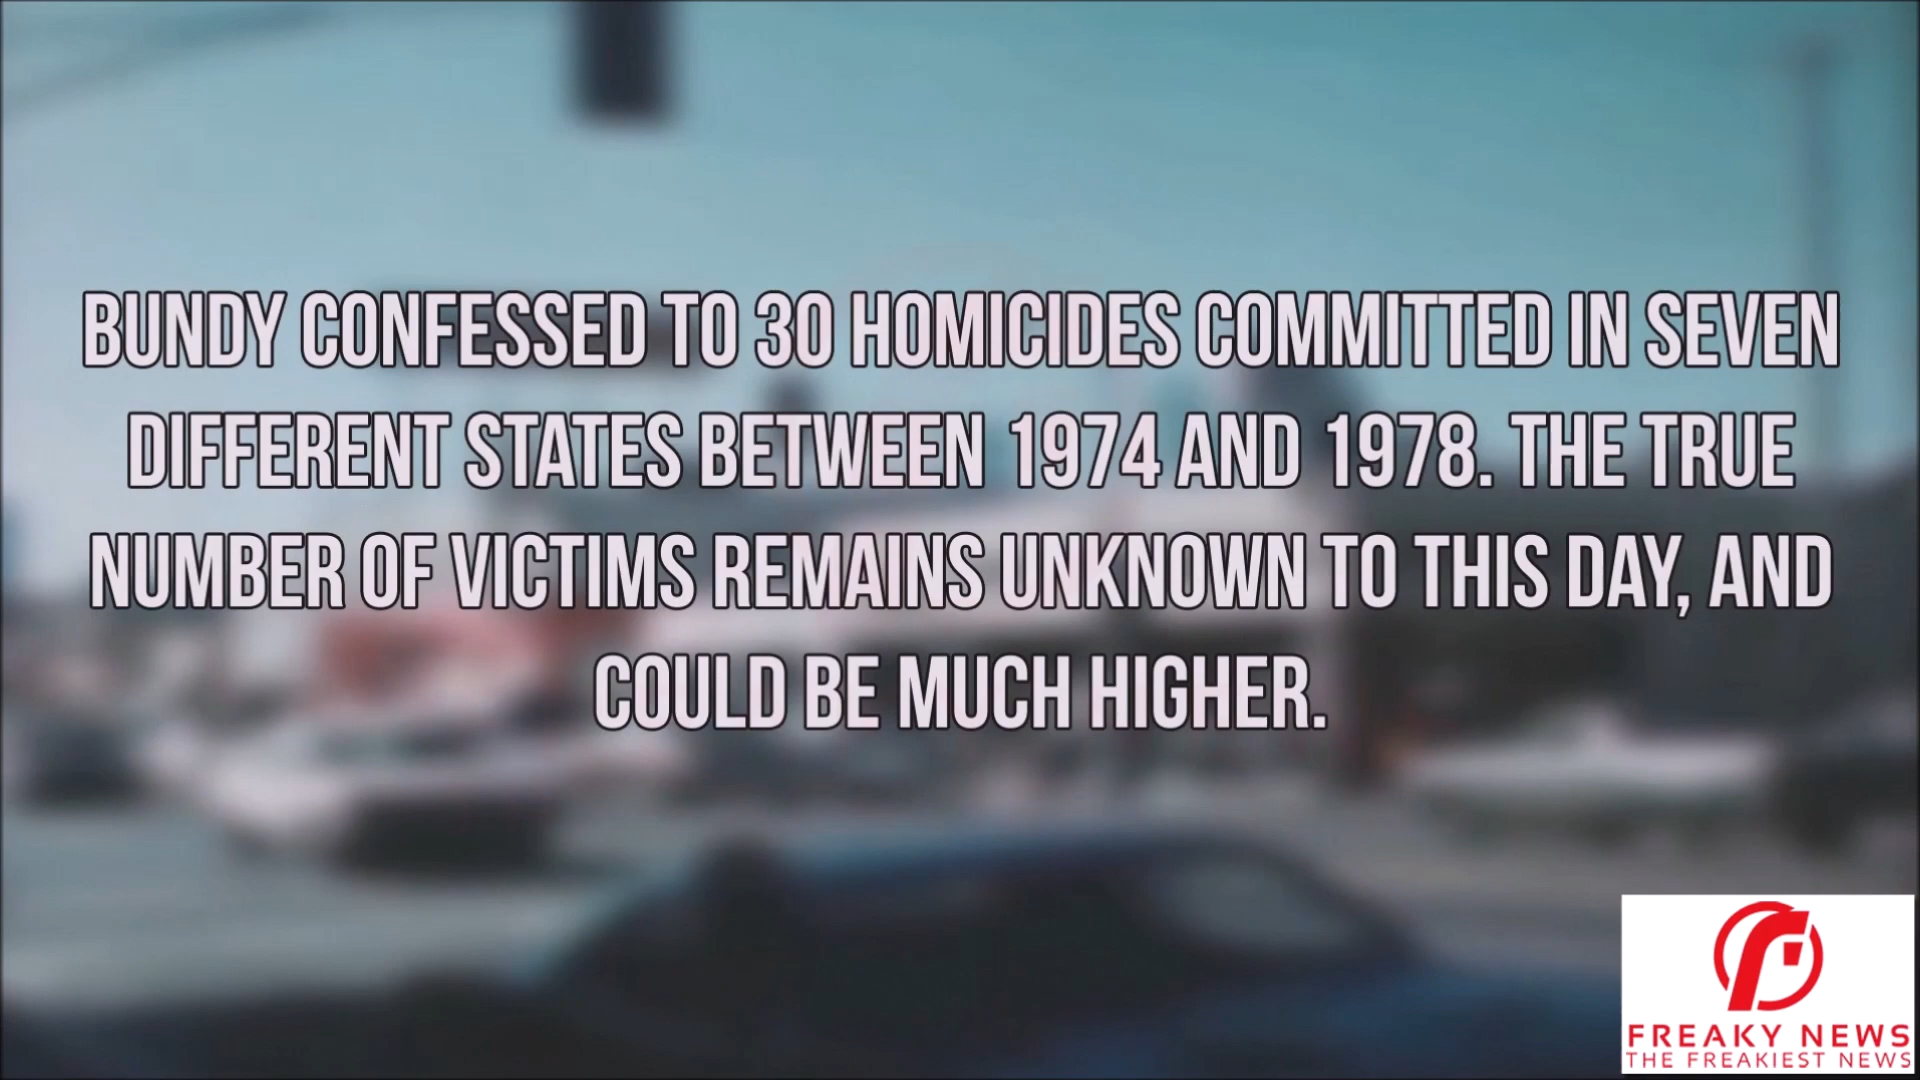 BUNDY CONFESSED TO 30 HOMICIDES COMMITTED IN SEVEN
DIFFERENT STATES BETWEEN 1974 AND 1978. THE TRUE
NUMBER OF VICTIMS REMAINS UNKNOWN TO THIS DAY, AND
COULD BE MUCH HIGHER.
FREAKY NEWS
THE FREAKIEST NEWS